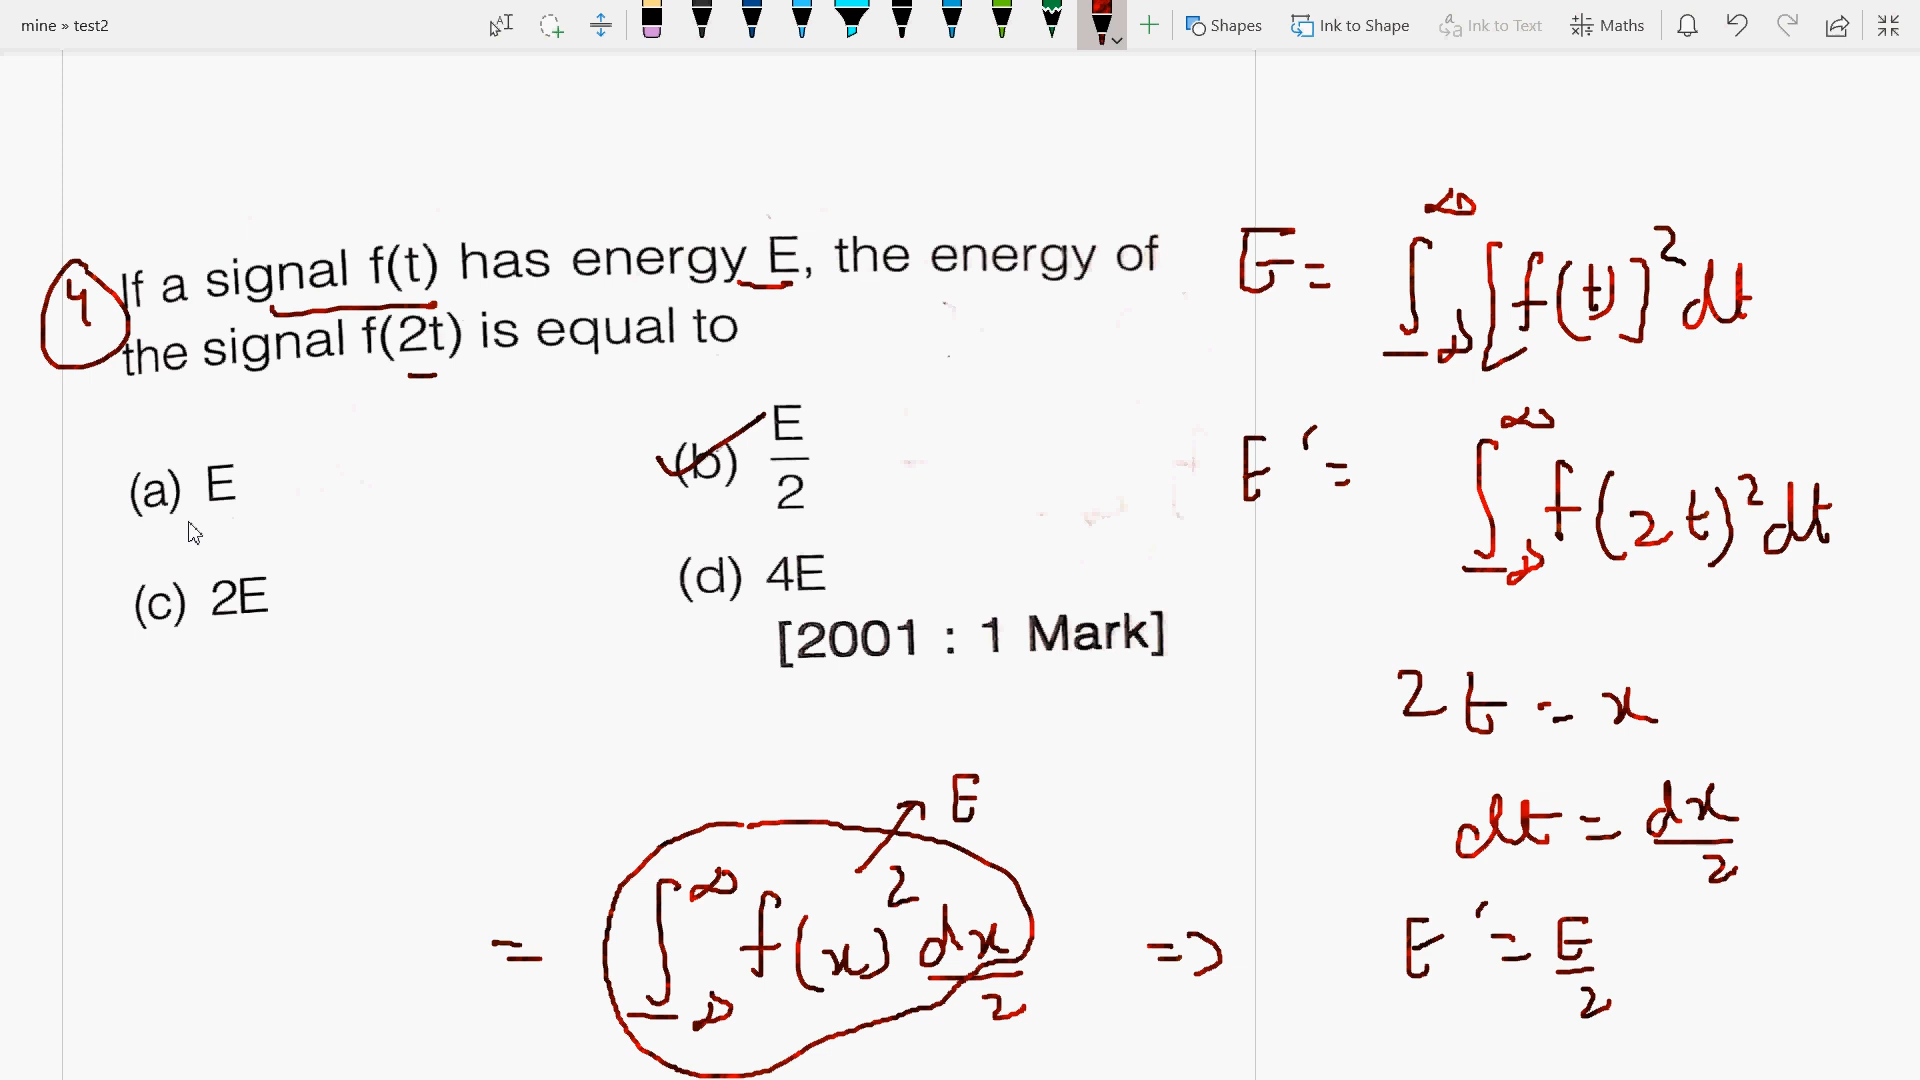 mine » test2
Shapes
Ink to Shape
Ink to Text
Maths
4
If a signal f(t) has energy E, the energy of
the signal f(2t) is equal to
(a) E
(b) E/2
(c) 2E
(d) 4E
[2001 : 1 Mark]
E = ∫_{-∞}^{∞} [f(t)]² dt
E' = ∫_{-∞}^{∞} f(2t)² dt
2t = x
dt = dx/2
E
= ∫_{-∞}^{∞} f(x)² dx/2 => E' = E/2